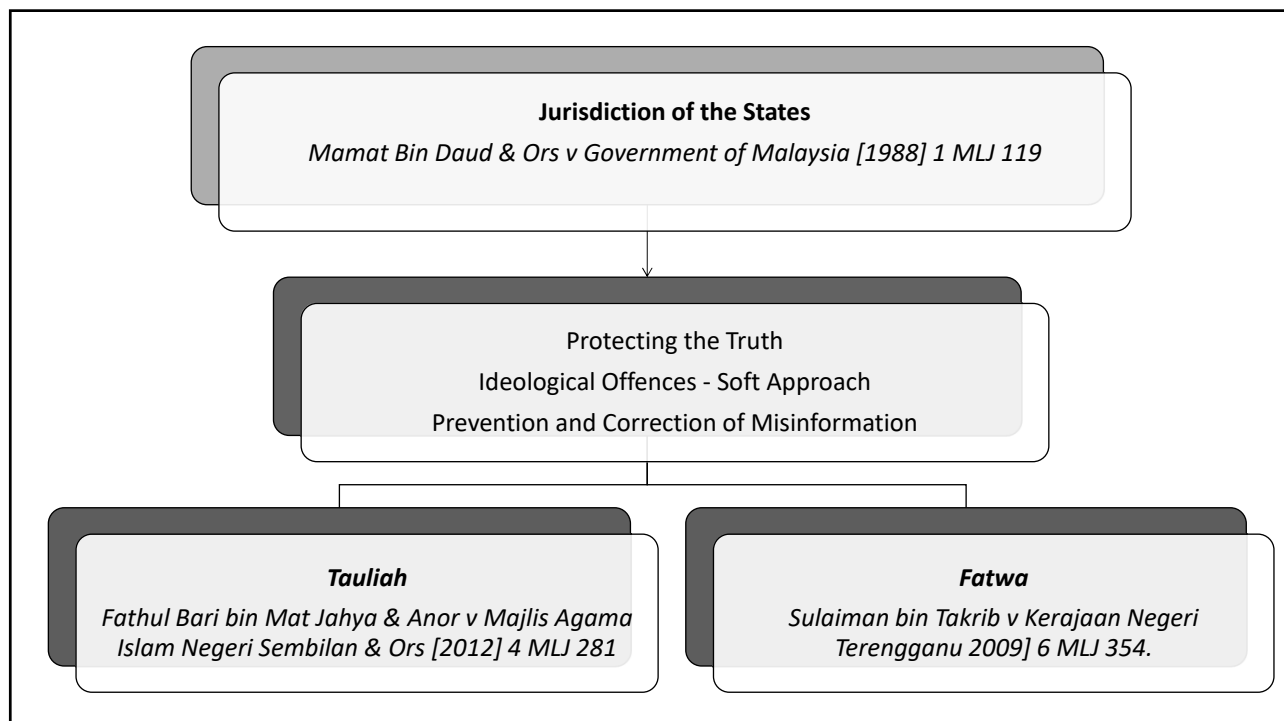 Jurisdiction of the States
Mamat Bin Daud & Ors v Government of Malaysia [1988] 1 MLJ 119
Protecting the Truth
Ideological Offences - Soft Approach
Prevention and Correction of Misinformation
Tauliah
Fathul Bari bin Mat Jahya & Anor v Majlis Agama
Islam Negeri Sembilan & Ors [2012] 4 MLJ 281
Fatwa
Sulaiman bin Takrib v Kerajaan Negeri
Terengganu 2009] 6 MLJ 354.